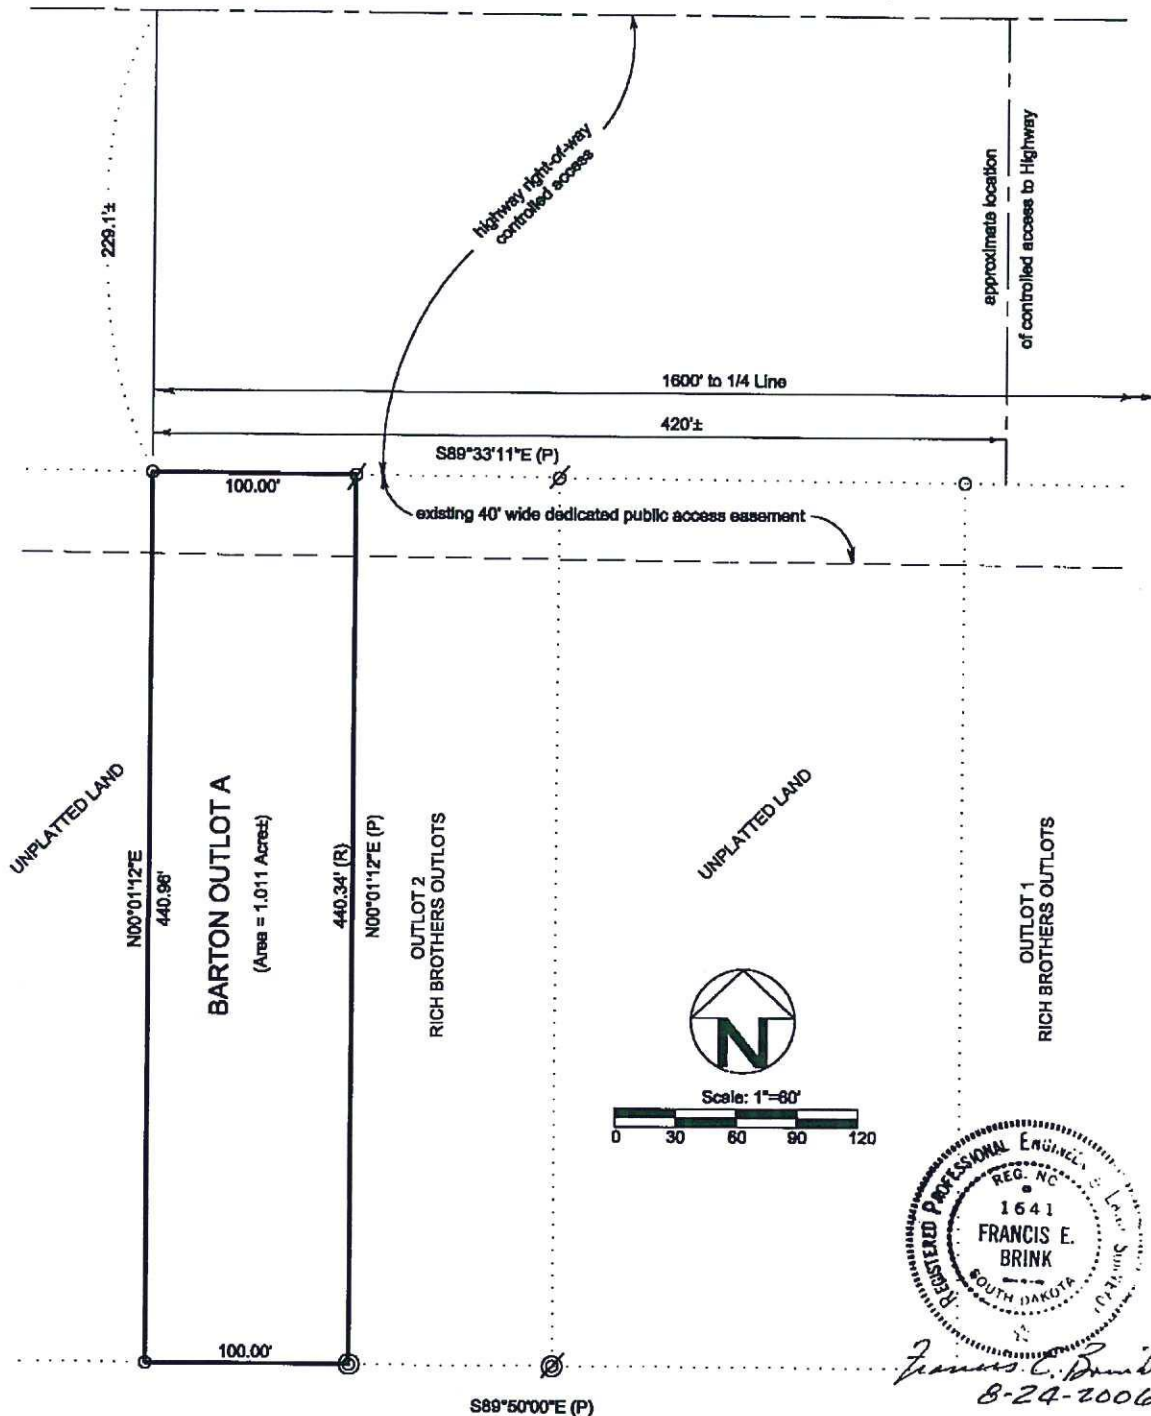 highway right-of-way
controlled access
229.1'±
approximate location
of controlled access to Highway
1600' to 1/4 Line
420'±
S89°33'11"E (P)
100.00'
existing 40' wide dedicated public access easement
UNPLATTED LAND
N00°01'12"E
440.96'
BARTON OUTLOT A
(Area = 1.011 Acre±)
440.34' (R)
N00°01'12"E (P)
OUTLOT 2
RICH BROTHERS OUTLOTS
UNPLATTED LAND
OUTLOT 1
RICH BROTHERS OUTLOTS
N
Scale: 1"=60'
0 30 60 90 120
REGISTERED PROFESSIONAL
REG. NO
1641
FRANCIS E.
BRINK
SOUTH DAKOTA
100.00'
Francis E. Brink
8-24-2006
S89°50'00"E (P)